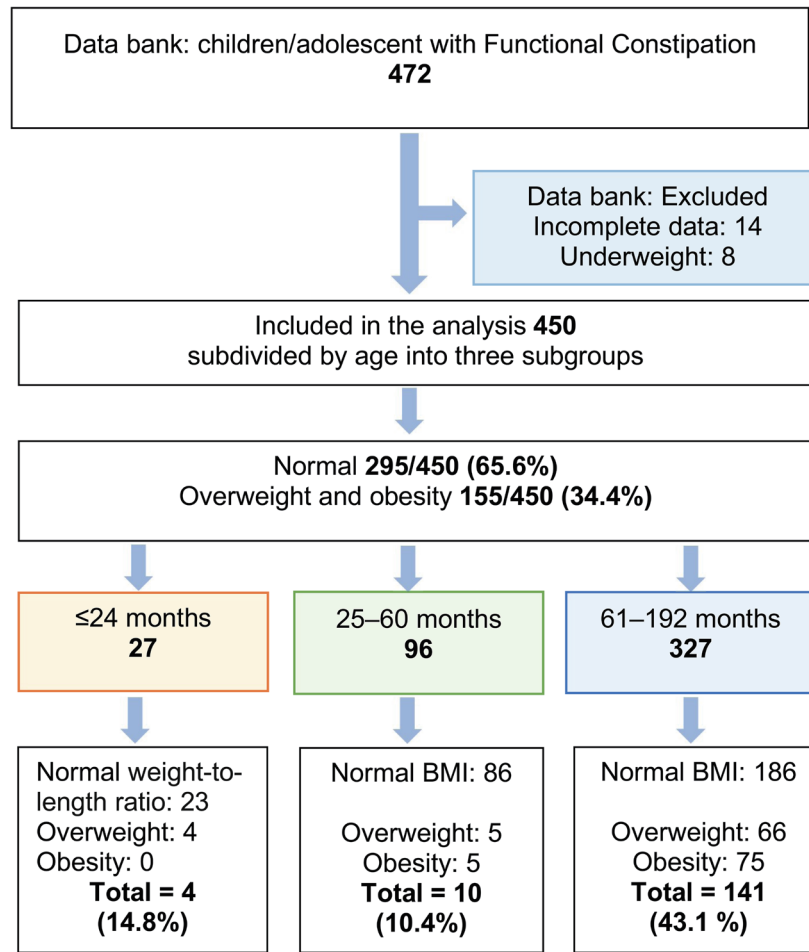 Data bank: children/adolescent with Functional Constipation
472
Data bank: Excluded
Incomplete data: 14
Underweight: 8
Included in the analysis 450
subdivided by age into three subgroups
Normal 295/450 (65.6%)
Overweight and obesity 155/450 (34.4%)
≤24 months
27
25–60 months
96
61–192 months
327
Normal weight-to-
length ratio: 23
Overweight: 4
Obesity: 0
Total = 4
(14.8%)
Normal BMI: 86
Overweight: 5
Obesity: 5
Total = 10
(10.4%)
Normal BMI: 186
Overweight: 66
Obesity: 75
Total = 141
(43.1 %)